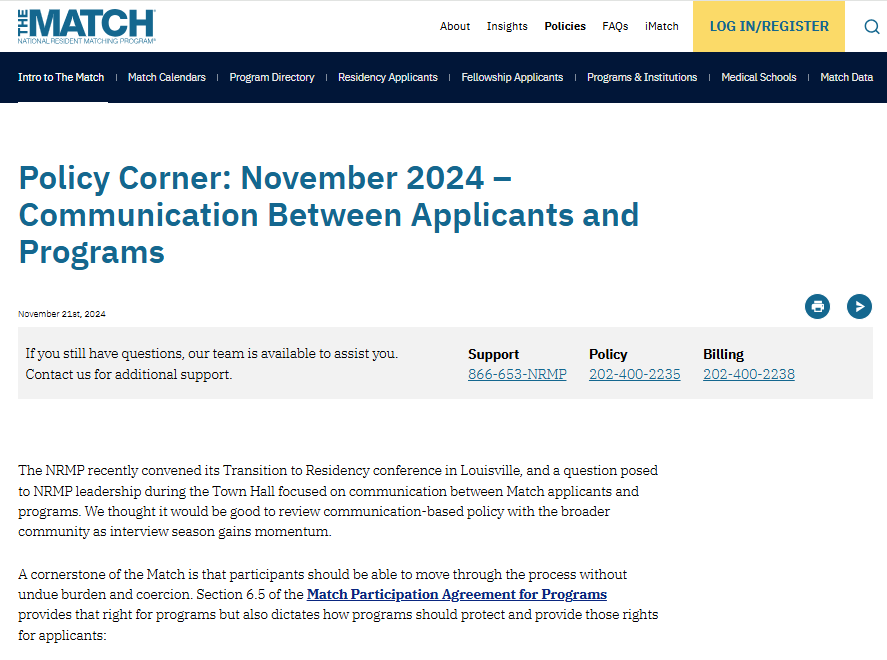 THE MATCH
NATIONAL RESIDENT MATCHING PROGRAM®
About Insights Policies FAQs iMatch LOG IN/REGISTER
Intro to The Match | Match Calendars | Program Directory | Residency Applicants | Fellowship Applicants | Programs & Institutions | Medical Schools | Match Data
Policy Corner: November 2024 –
Communication Between Applicants and
Programs
November 21st, 2024
If you still have questions, our team is available to assist you.
Contact us for additional support.
Support
866-653-NRMP
Policy
202-400-2235
Billing
202-400-2238
The NRMP recently convened its Transition to Residency conference in Louisville, and a question posed
to NRMP leadership during the Town Hall focused on communication between Match applicants and
programs. We thought it would be good to review communication-based policy with the broader
community as interview season gains momentum.
A cornerstone of the Match is that participants should be able to move through the process without
undue burden and coercion. Section 6.5 of the Match Participation Agreement for Programs
provides that right for programs but also dictates how programs should protect and provide those rights
for applicants: